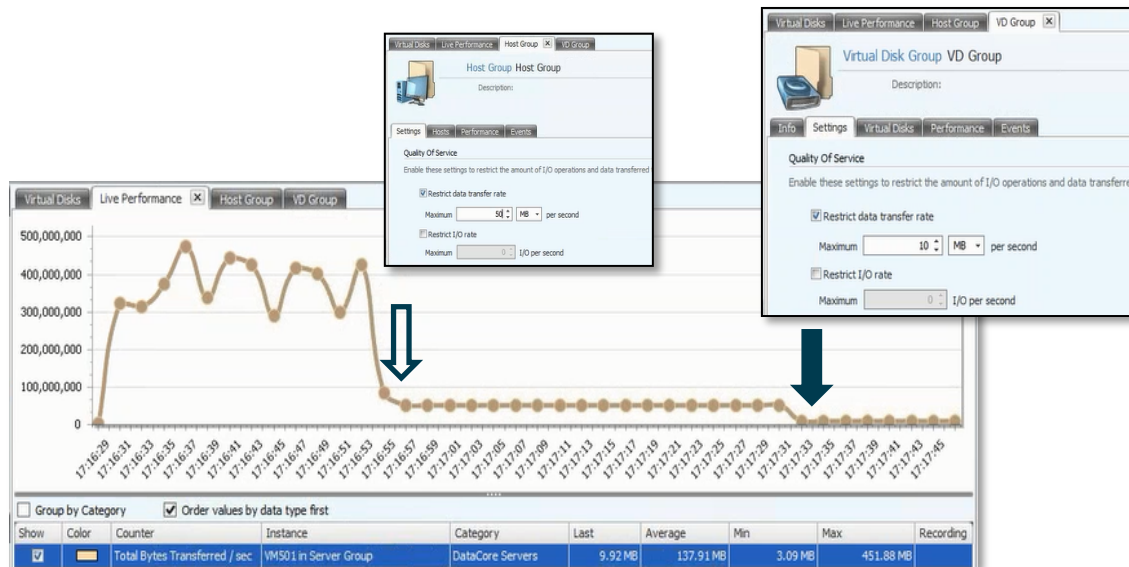 Virtual Disks Live Performance Host Group VD Group
Host Group Host Group
Description:
Settings Hosts Performance Events
Quality Of Service
Enable these settings to restrict the amount of I/O operations and data transferred
Restrict data transfer rate
Maximum 50 MB per second
Restrict I/O rate
Maximum 0 I/O per second
Virtual Disks Live Performance Host Group VD Group
Virtual Disk Group VD Group
Description:
Info Settings Virtual Disks Performance Events
Quality Of Service
Enable these settings to restrict the amount of I/O operations and data transferre
Restrict data transfer rate
Maximum 10 MB per second
Restrict I/O rate
Maximum 0 I/O per second
Virtual Disks Live Performance Host Group VD Group
500,000,000
400,000,000
300,000,000
200,000,000
100,000,000
0
17:16:29 17:16:31 17:16:33 17:16:35 17:16:37 17:16:39 17:16:41 17:16:43 17:16:45 17:16:47 17:16:49 17:16:51 17:16:53 17:16:55 17:16:57 17:16:59 17:17:01 17:17:03 17:17:05 17:17:07 17:17:09 17:17:11 17:17:13 17:17:15 17:17:17 17:17:19 17:17:21 17:17:23 17:17:25 17:17:27 17:17:29 17:17:31 17:17:33 17:17:35 17:17:37 17:17:39 17:17:41 17:17:43 17:17:45
Group by Category Order values by data type first
Show Color Counter Instance Category Last Average Min Max Recording
Total Bytes Transferred / sec VM501 in Server Group DataCore Servers 9.92 MB 137.91 MB 3.09 MB 451.88 MB